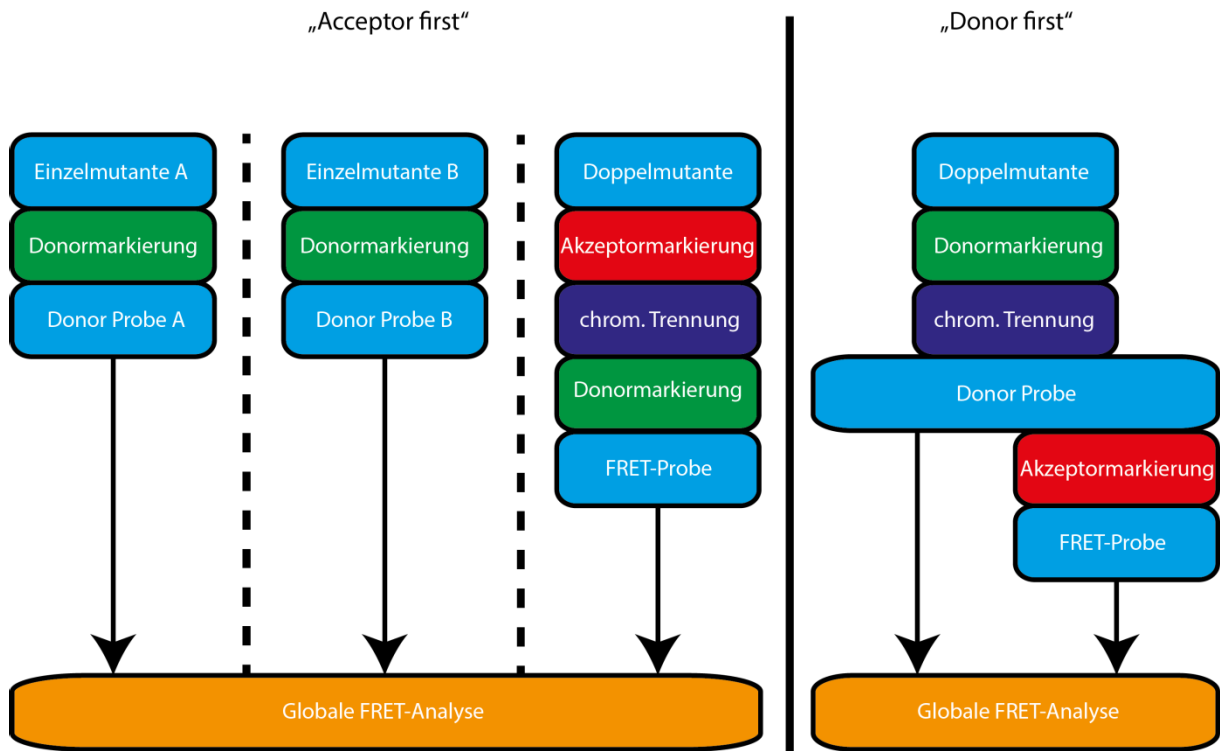 „Acceptor first“
„Donor first“
Einzelmutante A
Donormarkierung
Donor Probe A
Einzelmutante B
Donormarkierung
Donor Probe B
Doppelmutante
Akzeptormarkierung
chrom. Trennung
Donormarkierung
FRET-Probe
Globale FRET-Analyse
Doppelmutante
Donormarkierung
chrom. Trennung
Donor Probe
Akzeptormarkierung
FRET-Probe
Globale FRET-Analyse